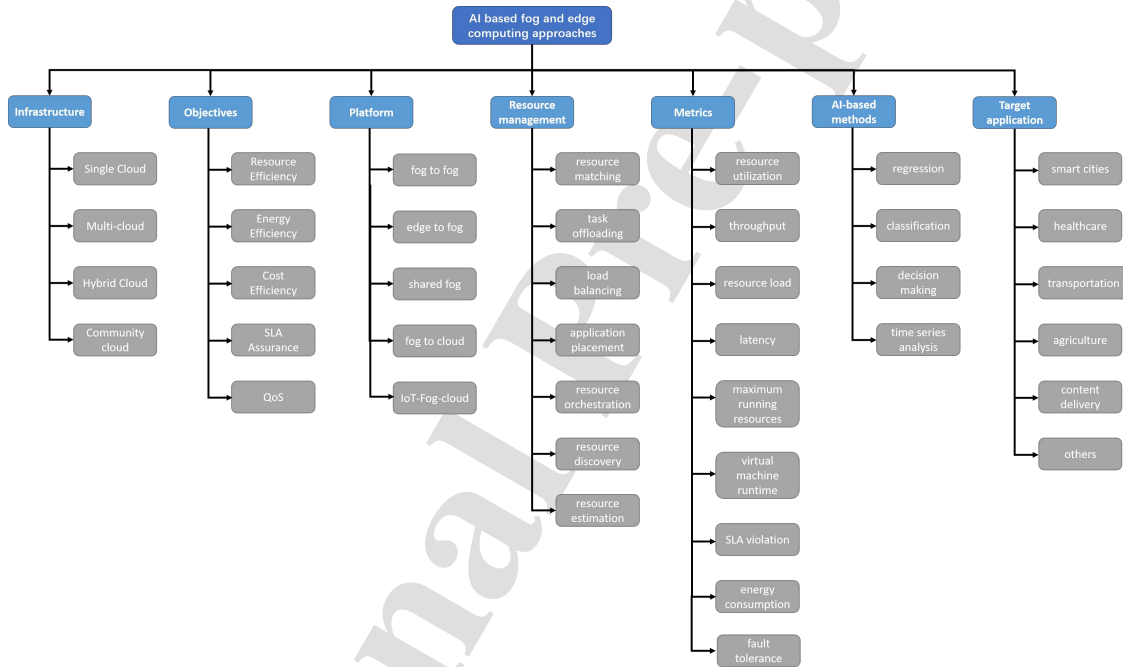 AI based fog and edge
computing approaches
Infrastructure
Objectives
Platform
Resource
management
Metrics
AI-based
methods
Target
application
Single Cloud
Multi-cloud
Hybrid Cloud
Community
cloud
Resource
Efficiency
Energy
Efficiency
Cost
Efficiency
SLA
Assurance
QoS
fog to fog
edge to fog
shared fog
fog to cloud
IoT-Fog-cloud
resource
matching
task
offloading
load
balancing
application
placement
resource
orchestration
resource
discovery
resource
estimation
resource
utilization
throughput
resource load
latency
maximum
running
resources
virtual
machine
runtime
SLA violation
energy
consumption
fault
tolerance
regression
classification
decision
making
time series
analysis
smart cities
healthcare
transportation
agriculture
content
delivery
others
nal Pre-p